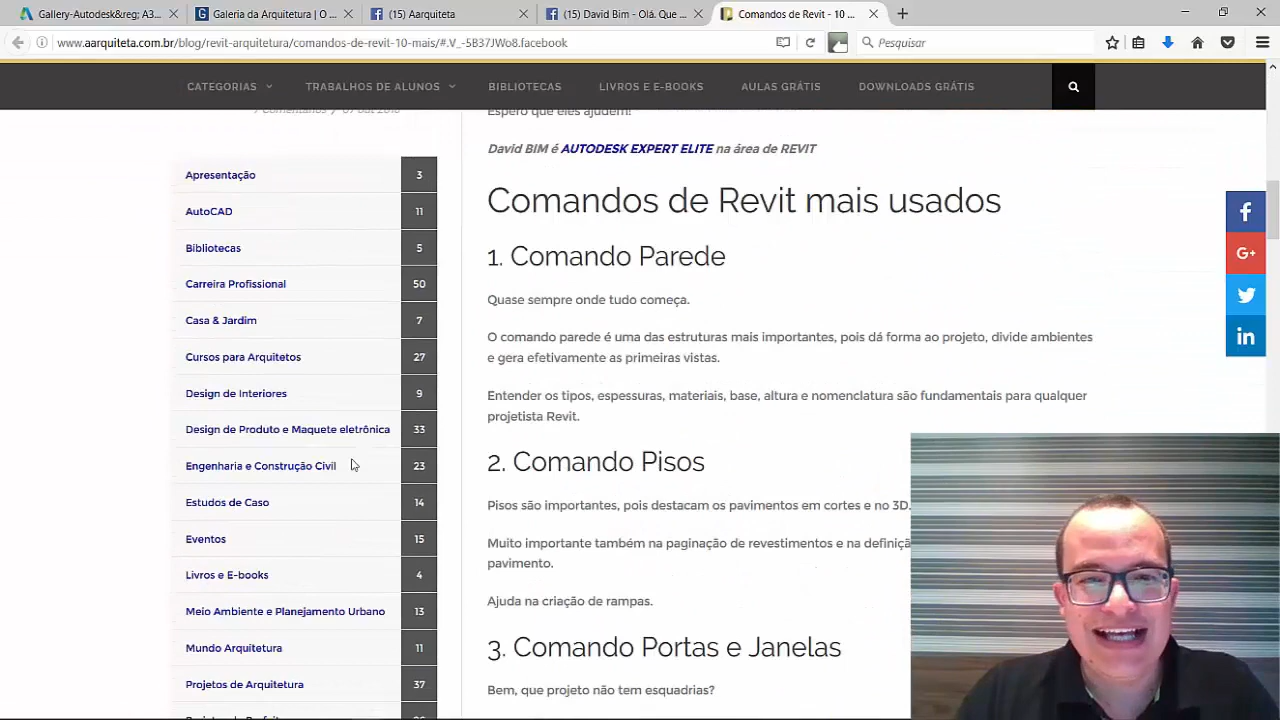 Gallery-Autodesk&reg; A3...
Galeria da Arquitetura | O ...
(15) Aarquiteta
(15) David Bim - Olá. Que ...
Comandos de Revit - 10 ...
www.aarquiteta.com.br/blog/revit-arquitetura/comandos-de-revit-10-mais/#.V_-5B37JWo8.facebook
Pesquisar
CATEGORIAS
TRABALHOS DE ALUNOS
BIBLIOTECAS
LIVROS E E-BOOKS
AULAS GRÁTIS
DOWNLOADS GRÁTIS
7 Comentários / 07 out 2016
Apresentação 3
AutoCAD 11
Bibliotecas 5
Carreira Profissional 50
Casa & Jardim 7
Cursos para Arquitetos 27
Design de Interiores 9
Design de Produto e Maquete eletrônica 33
Engenharia e Construção Civil 23
Estudos de Caso 14
Eventos 15
Livros e E-books 4
Meio Ambiente e Planejamento Urbano 13
Mundo Arquitetura 11
Projetos de Arquitetura 37
Espero que eles ajudem!
David BIM é AUTODESK EXPERT ELITE na área de REVIT
Comandos de Revit mais usados
1. Comando Parede
Quase sempre onde tudo começa.
O comando parede é uma das estruturas mais importantes, pois dá forma ao projeto, divide ambientes
e gera efetivamente as primeiras vistas.
Entender os tipos, espessuras, materiais, base, altura e nomenclatura são fundamentais para qualquer
projetista Revit.
2. Comando Pisos
Pisos são importantes, pois destacam os pavimentos em cortes e no 3D.
Muito importante também na paginação de revestimentos e na definiçã
pavimento.
Ajuda na criação de rampas.
3. Comando Portas e Janelas
Bem, que projeto não tem esquadrias?
f
G+
in